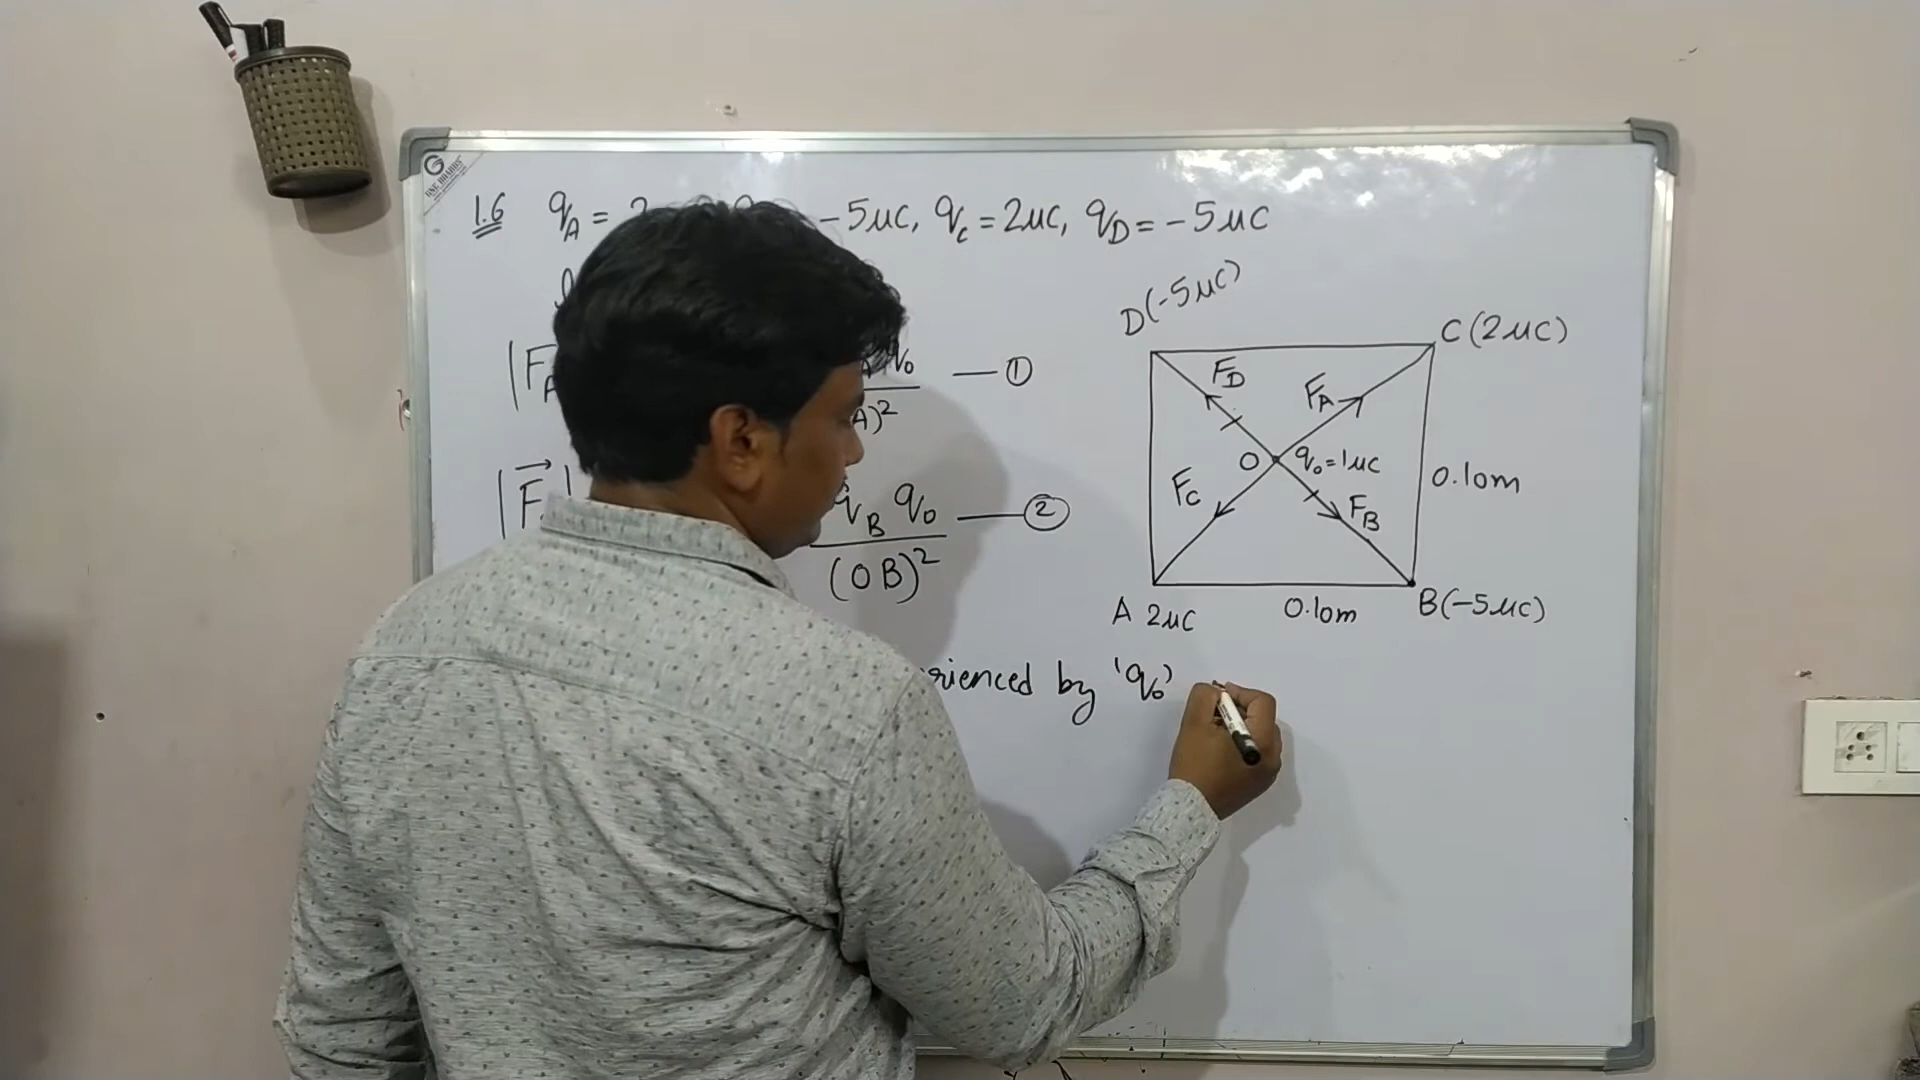 1.6 q_A = 2 - 5μC, q_c = 2μC, q_D = - 5μC
D(-5μC)
C (2μC)
|F_A q_0 — ①
A)²
F_D
F_A
O q_0=1μC
0.10m
F_C
F_B
|F q_B q_0 — ②
(OB)²
A 2μC
0.10m
B(-5μC)
rienced by 'q_0'